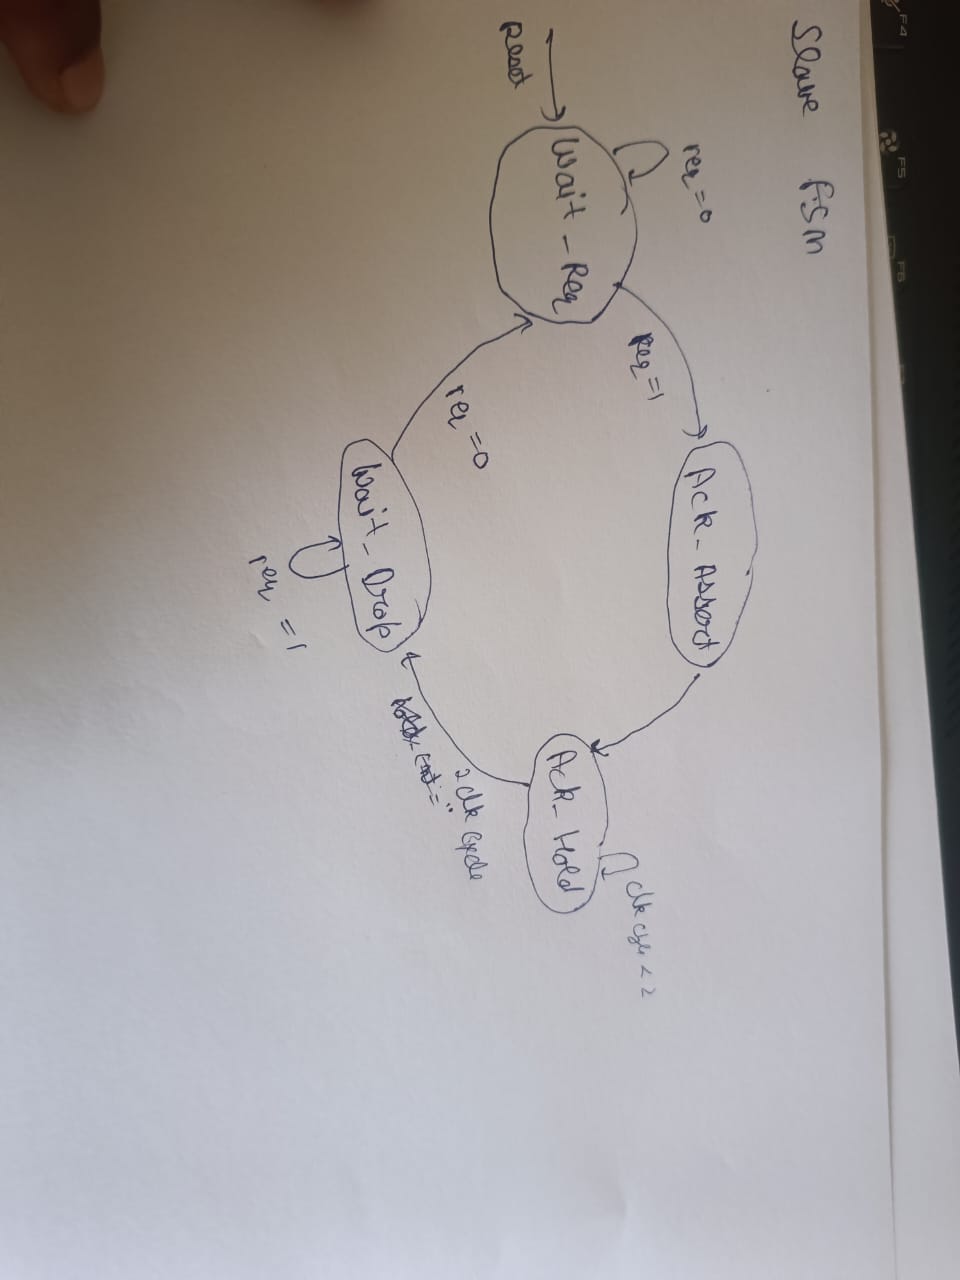 Slave FSM
req=0
Reset
Wait-Req
Req=1
Ack-Assert
req=0
Ack-Hold
clk cycle < 2
Wait-Drop
2 clk cycle
req =1
F4
F5
F6